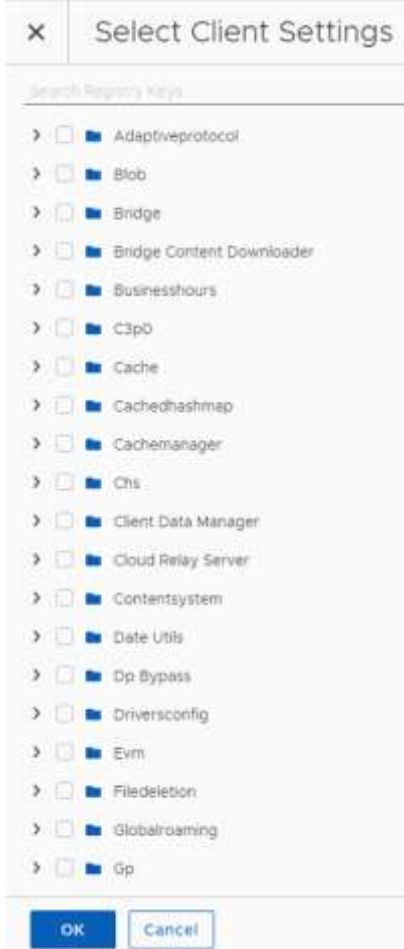 Select Client Settings
Search Registry Keys...
Adaptiveprotocol
Blob
Bridge
Bridge Content Downloader
Businesshours
C3p0
Cache
Cachedhashmap
Cachemanager
Chs
Client Data Manager
Cloud Relay Server
Contentsystem
Date Utils
Dp Bypass
Driversconfig
Evm
Filedeletion
Globalroaming
Gp
OK Cancel